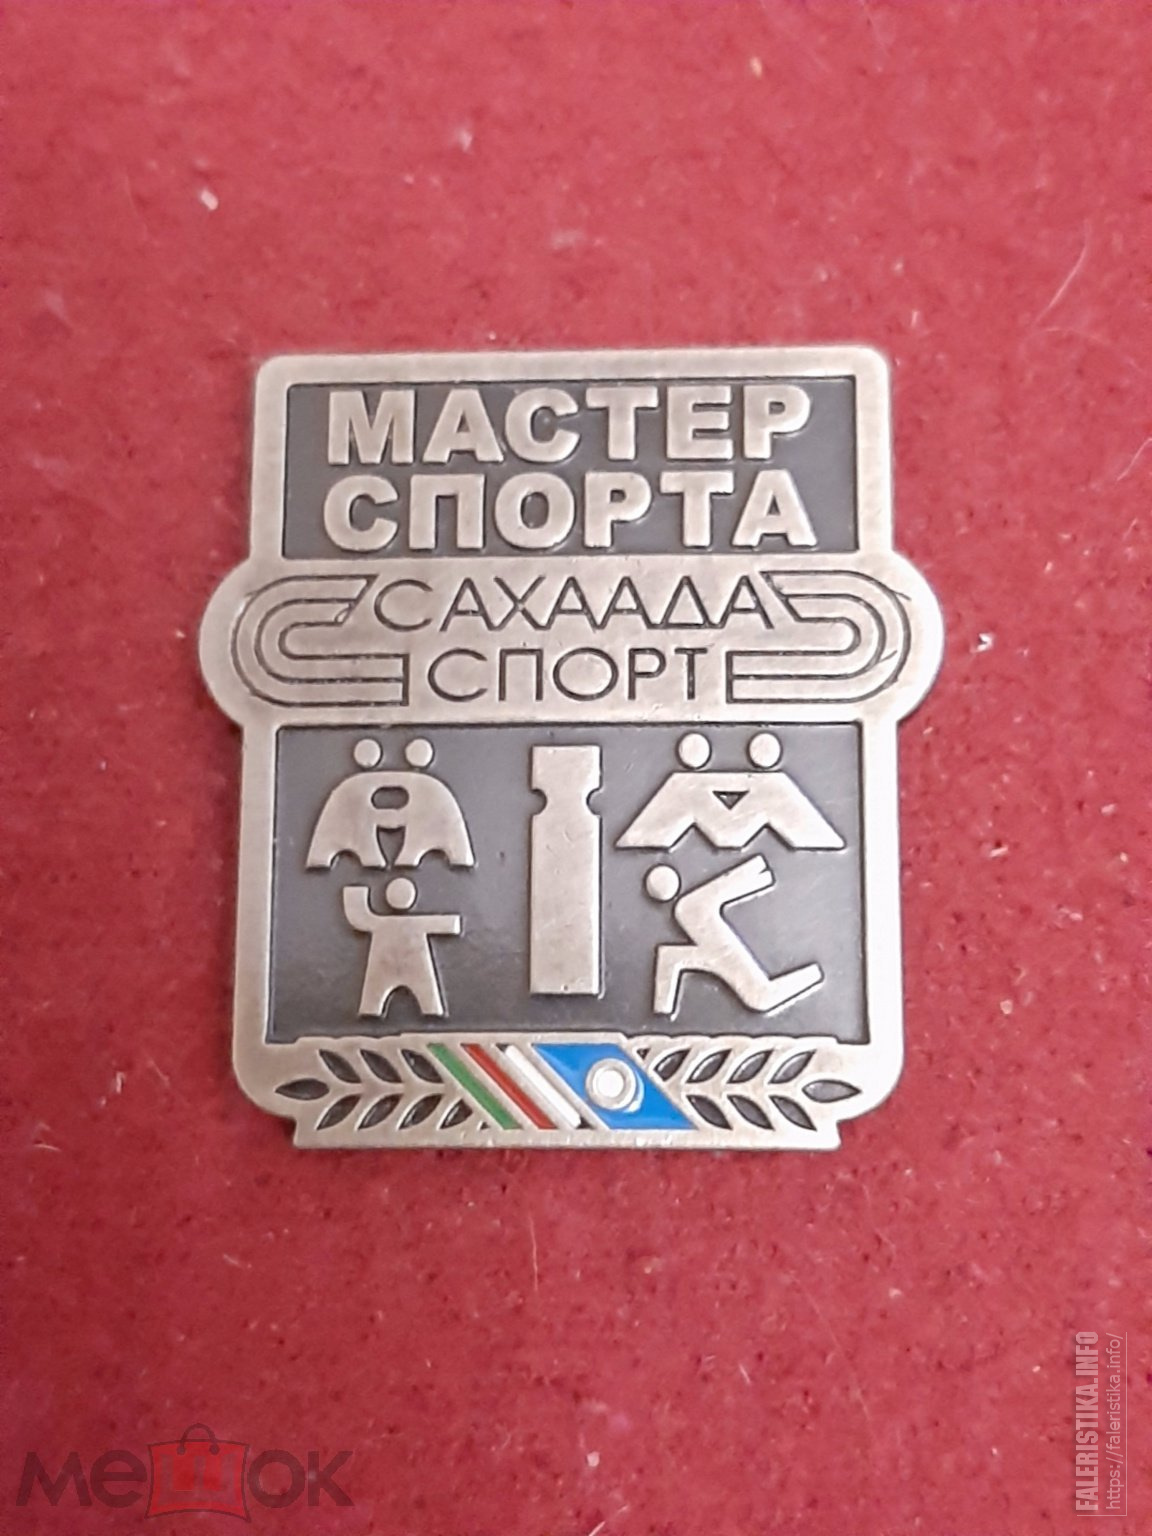 МАСТЕР
СПОРТА
САХААДА
СПОРТ
мешок
FALERISTIKA.INFO
https://faleristika.info/